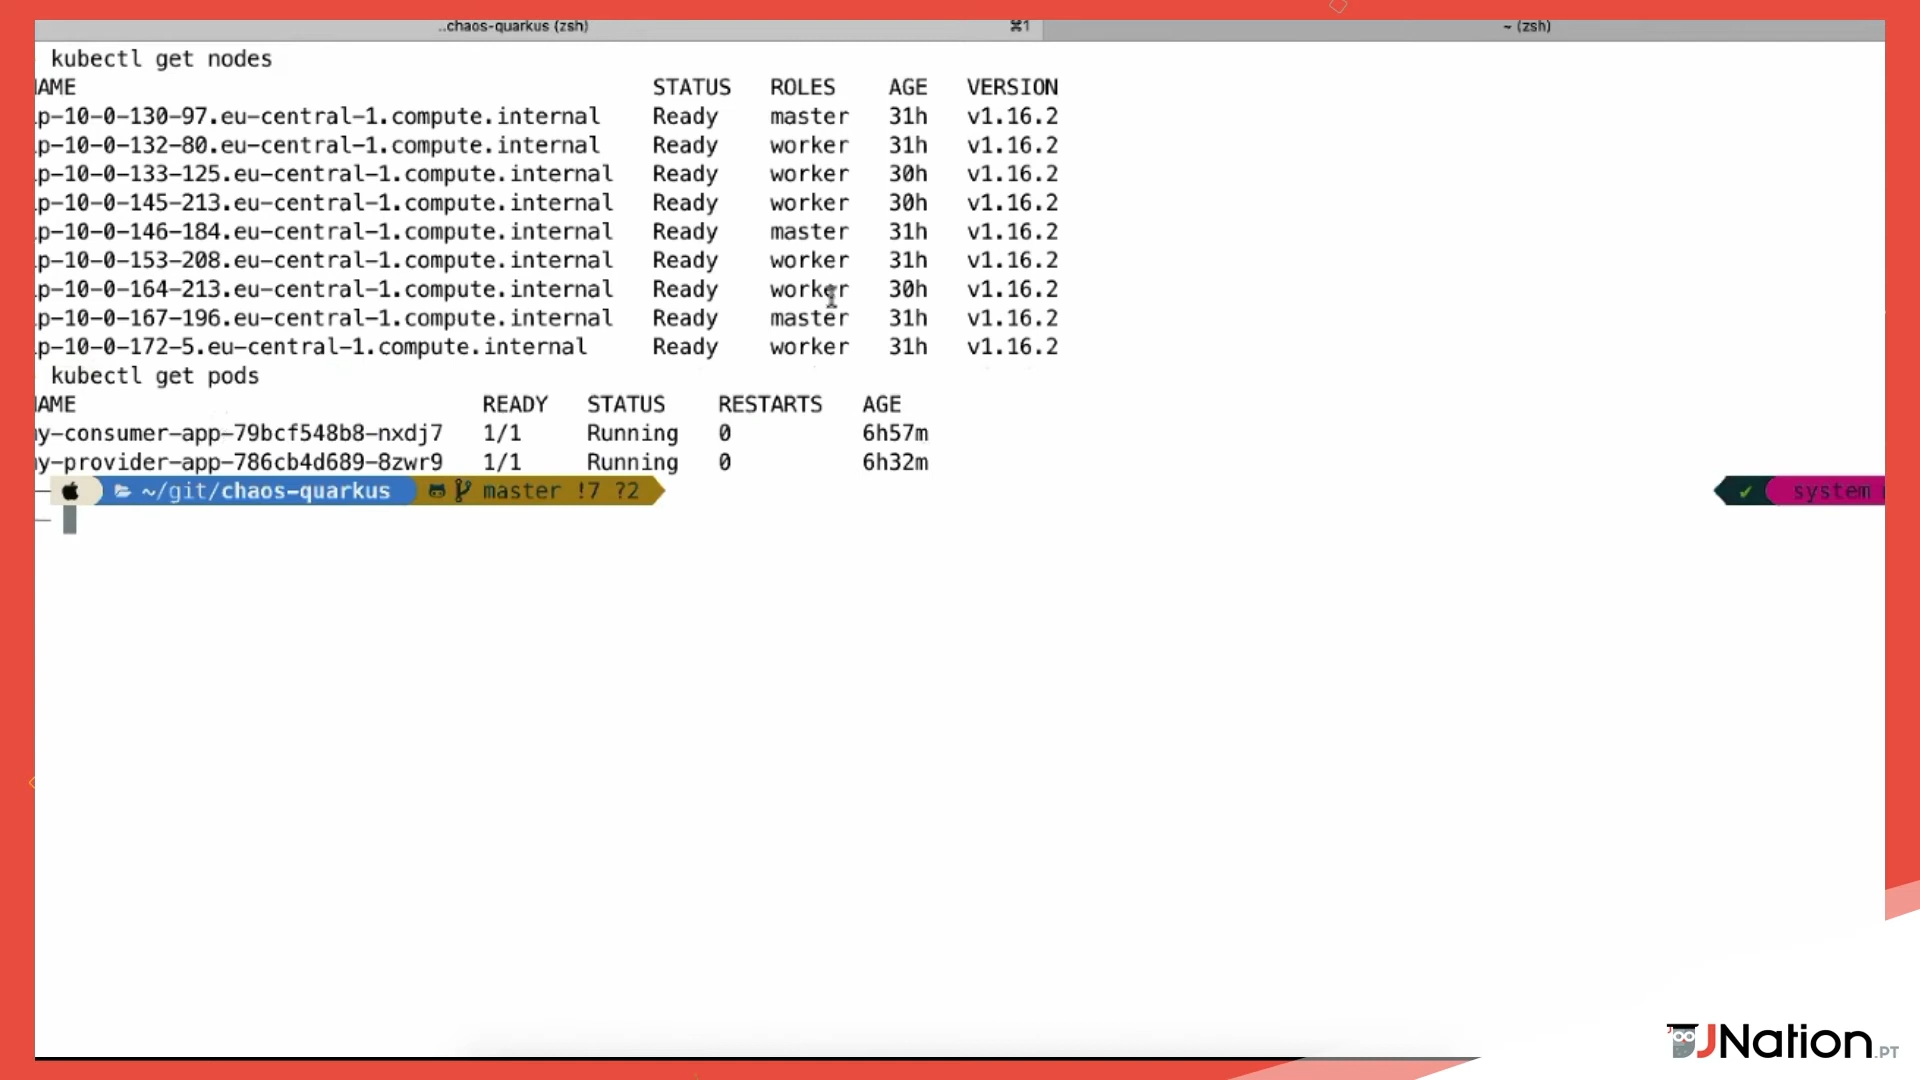 ..chaos-quarkus (zsh) ⌘1 ~ (zsh)
kubectl get nodes
AME STATUS ROLES AGE VERSION
p-10-0-130-97.eu-central-1.compute.internal Ready master 31h v1.16.2
p-10-0-132-80.eu-central-1.compute.internal Ready worker 31h v1.16.2
p-10-0-133-125.eu-central-1.compute.internal Ready worker 30h v1.16.2
p-10-0-145-213.eu-central-1.compute.internal Ready worker 30h v1.16.2
p-10-0-146-184.eu-central-1.compute.internal Ready master 31h v1.16.2
p-10-0-153-208.eu-central-1.compute.internal Ready worker 31h v1.16.2
p-10-0-164-213.eu-central-1.compute.internal Ready worker 30h v1.16.2
p-10-0-167-196.eu-central-1.compute.internal Ready master 31h v1.16.2
p-10-0-172-5.eu-central-1.compute.internal Ready worker 31h v1.16.2
kubectl get pods
AME READY STATUS RESTARTS AGE
y-consumer-app-79bcf548b8-nxdj7 1/1 Running 0 6h57m
y-provider-app-786cb4d689-8zwr9 1/1 Running 0 6h32m
~/git/chaos-quarkus master !7 ?2 ✓ system
JNation.PT